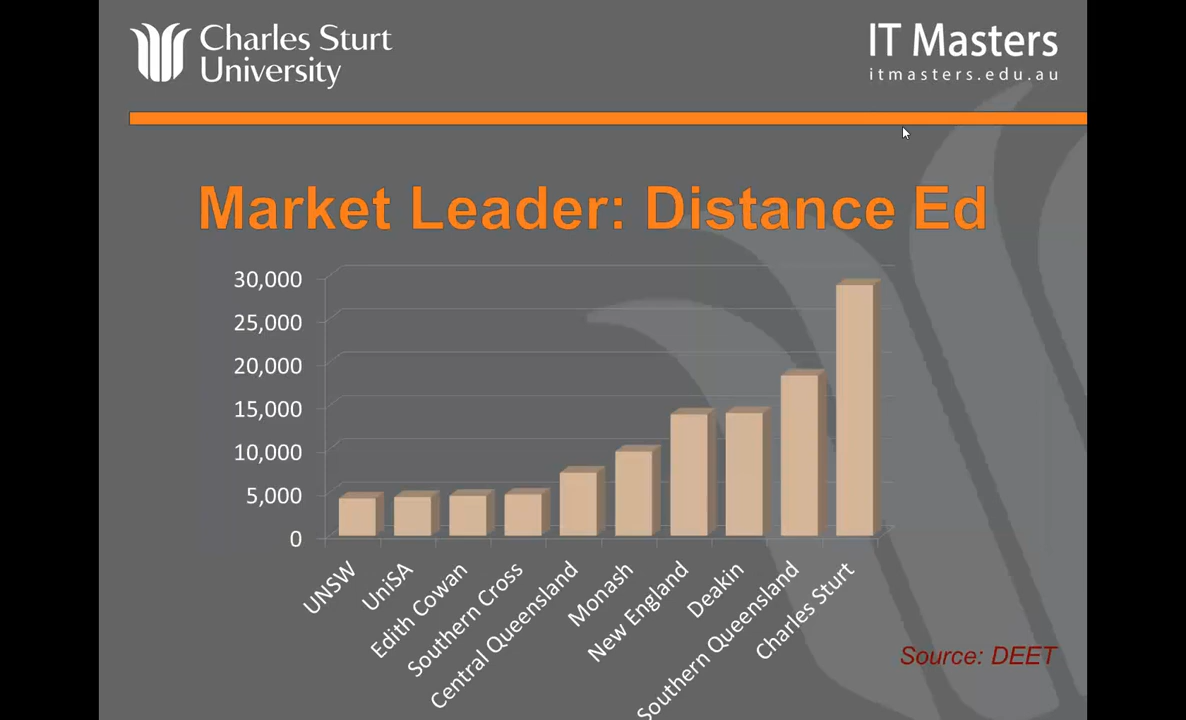 Charles Sturt
University
IT Masters
itmasters.edu.au
Market Leader: Distance Ed
30,000
25,000
20,000
15,000
10,000
5,000
0
UNSW
UniSA
Edith Cowan
Southern Cross
Central Queensland
Monash
New England
Deakin
Southern Queensland
Charles Sturt
Source: DEET